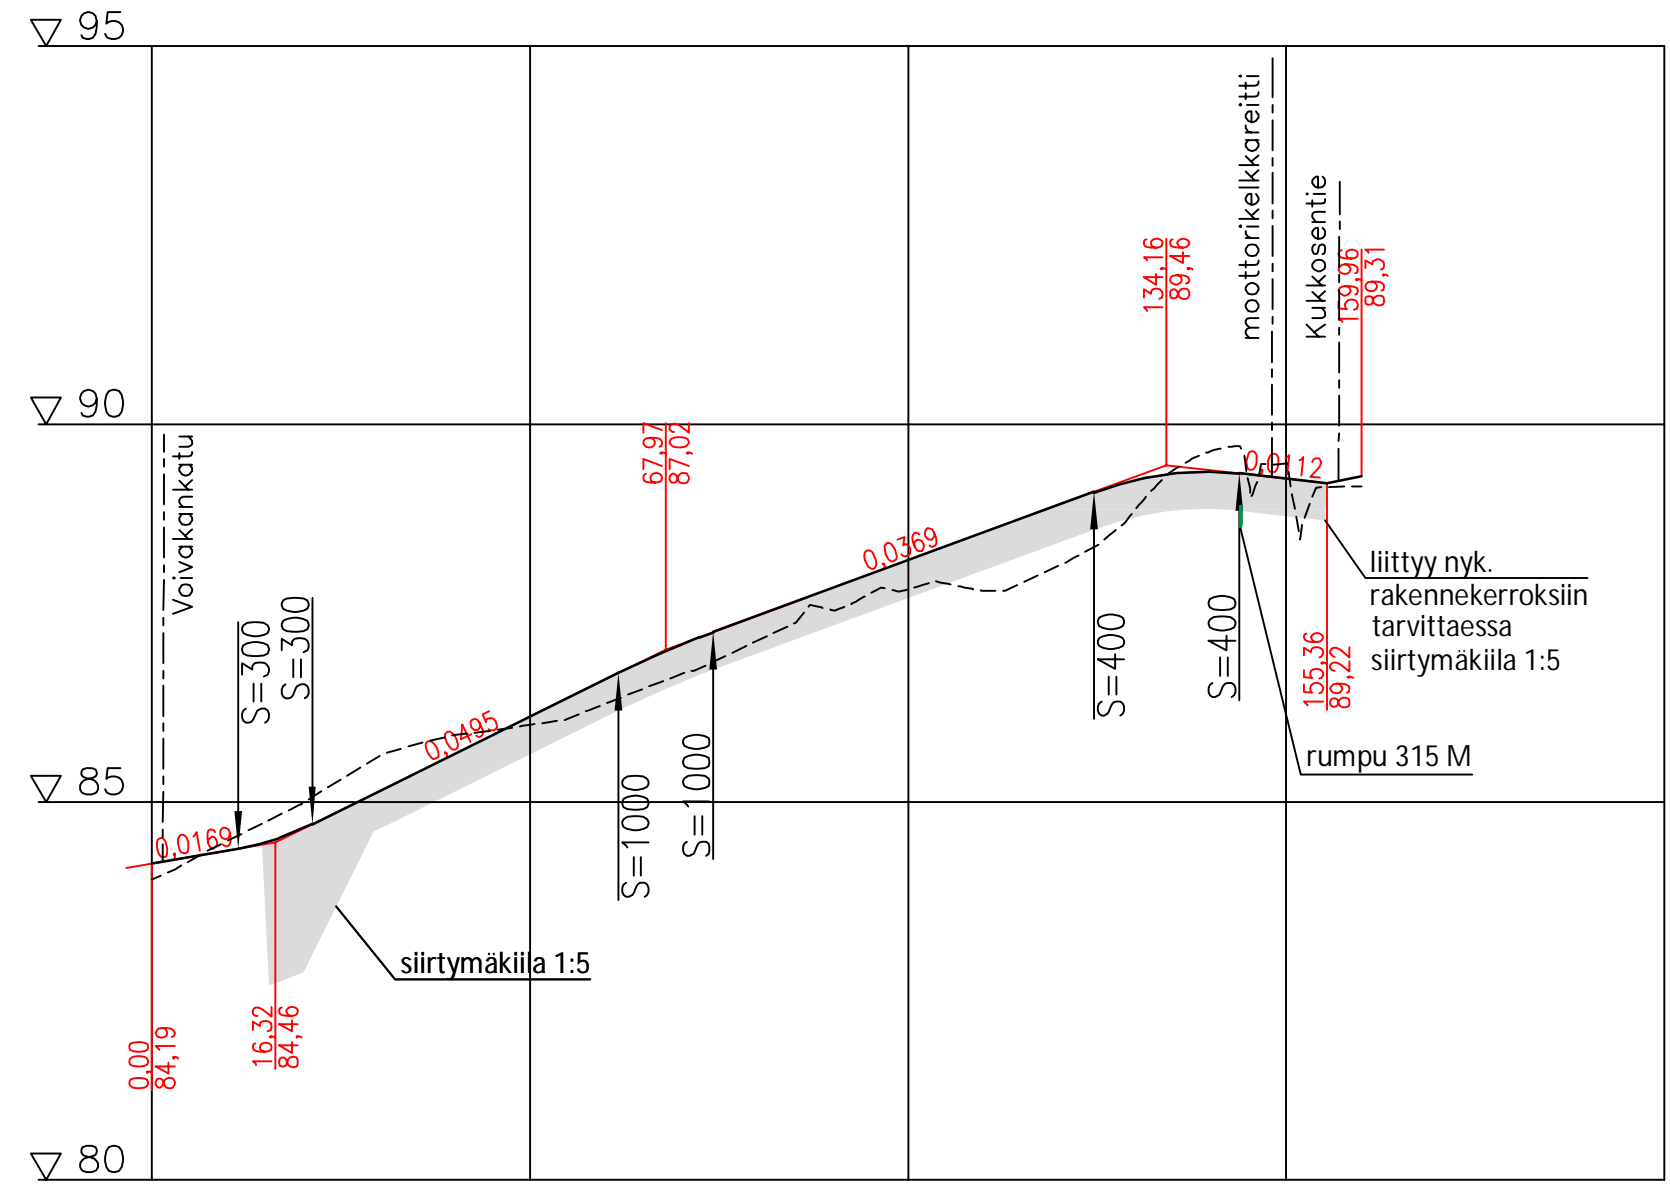 95
90
85
80
Voivakankatu
moottorikelkkareitti
Kukkosentie
0,00
84,19
16,32
84,46
67,97
87,02
134,16
89,46
159,96
89,31
155,36
89,22
0,0169
0,0495
0,0369
0,0112
S=300
S=300
S=1000
S=1000
S=400
S=400
siirtymäkiila 1:5
liittyy nyk.
rakennekerroksiin
tarvittaessa
siirtymäkiila 1:5
rumpu 315 M